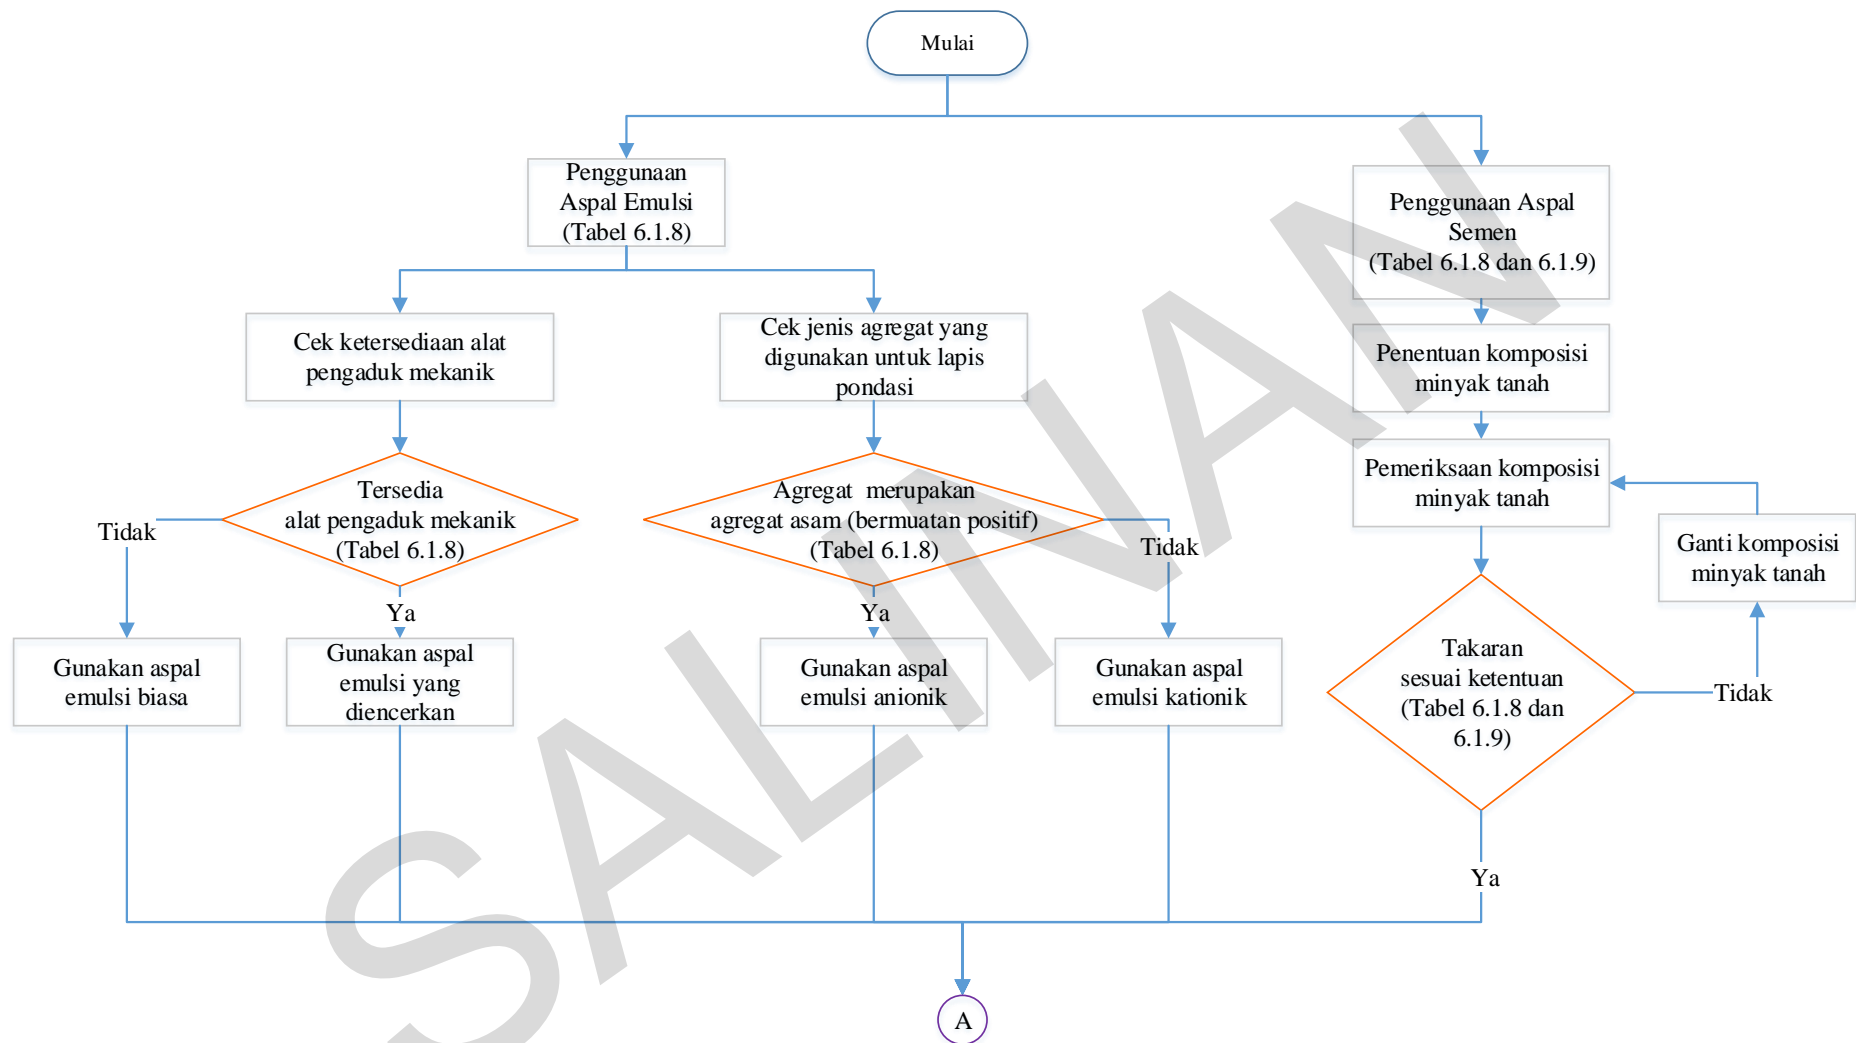 Mulai
Penggunaan
Aspal Emulsi
(Tabel 6.1.8)
Penggunaan Aspal
Semen
(Tabel 6.1.8 dan 6.1.9)
Cek ketersediaan alat
pengaduk mekanik
Cek jenis agregat yang
digunakan untuk lapis
pondasi
Penentuan komposisi
minyak tanah
Pemeriksaan komposisi
minyak tanah
Tersedia
alat pengaduk mekanik
(Tabel 6.1.8)
Tidak
Ya
Agregat merupakan
agregat asam (bermuatan positif)
(Tabel 6.1.8)
Tidak
Ya
Ganti komposisi
minyak tanah
Gunakan aspal
emulsi biasa
Gunakan aspal
emulsi yang
diencerkan
Gunakan aspal
emulsi anionik
Gunakan aspal
emulsi kationik
Takaran
sesuai ketentuan
(Tabel 6.1.8 dan
6.1.9)
Tidak
Ya
A
SALINAN